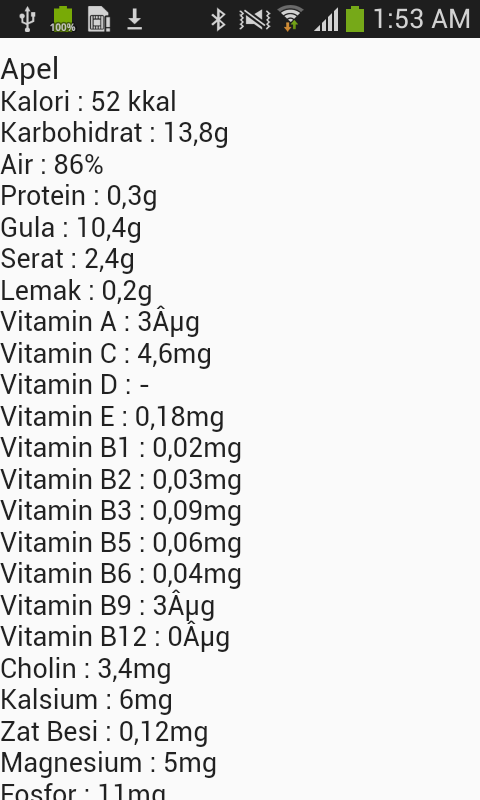 100%
1:53 AM
Apel
Kalori : 52 kkal
Karbohidrat : 13,8g
Air : 86%
Protein : 0,3g
Gula : 10,4g
Serat : 2,4g
Lemak : 0,2g
Vitamin A : 3Âµg
Vitamin C : 4,6mg
Vitamin D : -
Vitamin E : 0,18mg
Vitamin B1 : 0,02mg
Vitamin B2 : 0,03mg
Vitamin B3 : 0,09mg
Vitamin B5 : 0,06mg
Vitamin B6 : 0,04mg
Vitamin B9 : 3Âµg
Vitamin B12 : 0Âµg
Cholin : 3,4mg
Kalsium : 6mg
Zat Besi : 0,12mg
Magnesium : 5mg
Fosfor : 11mg